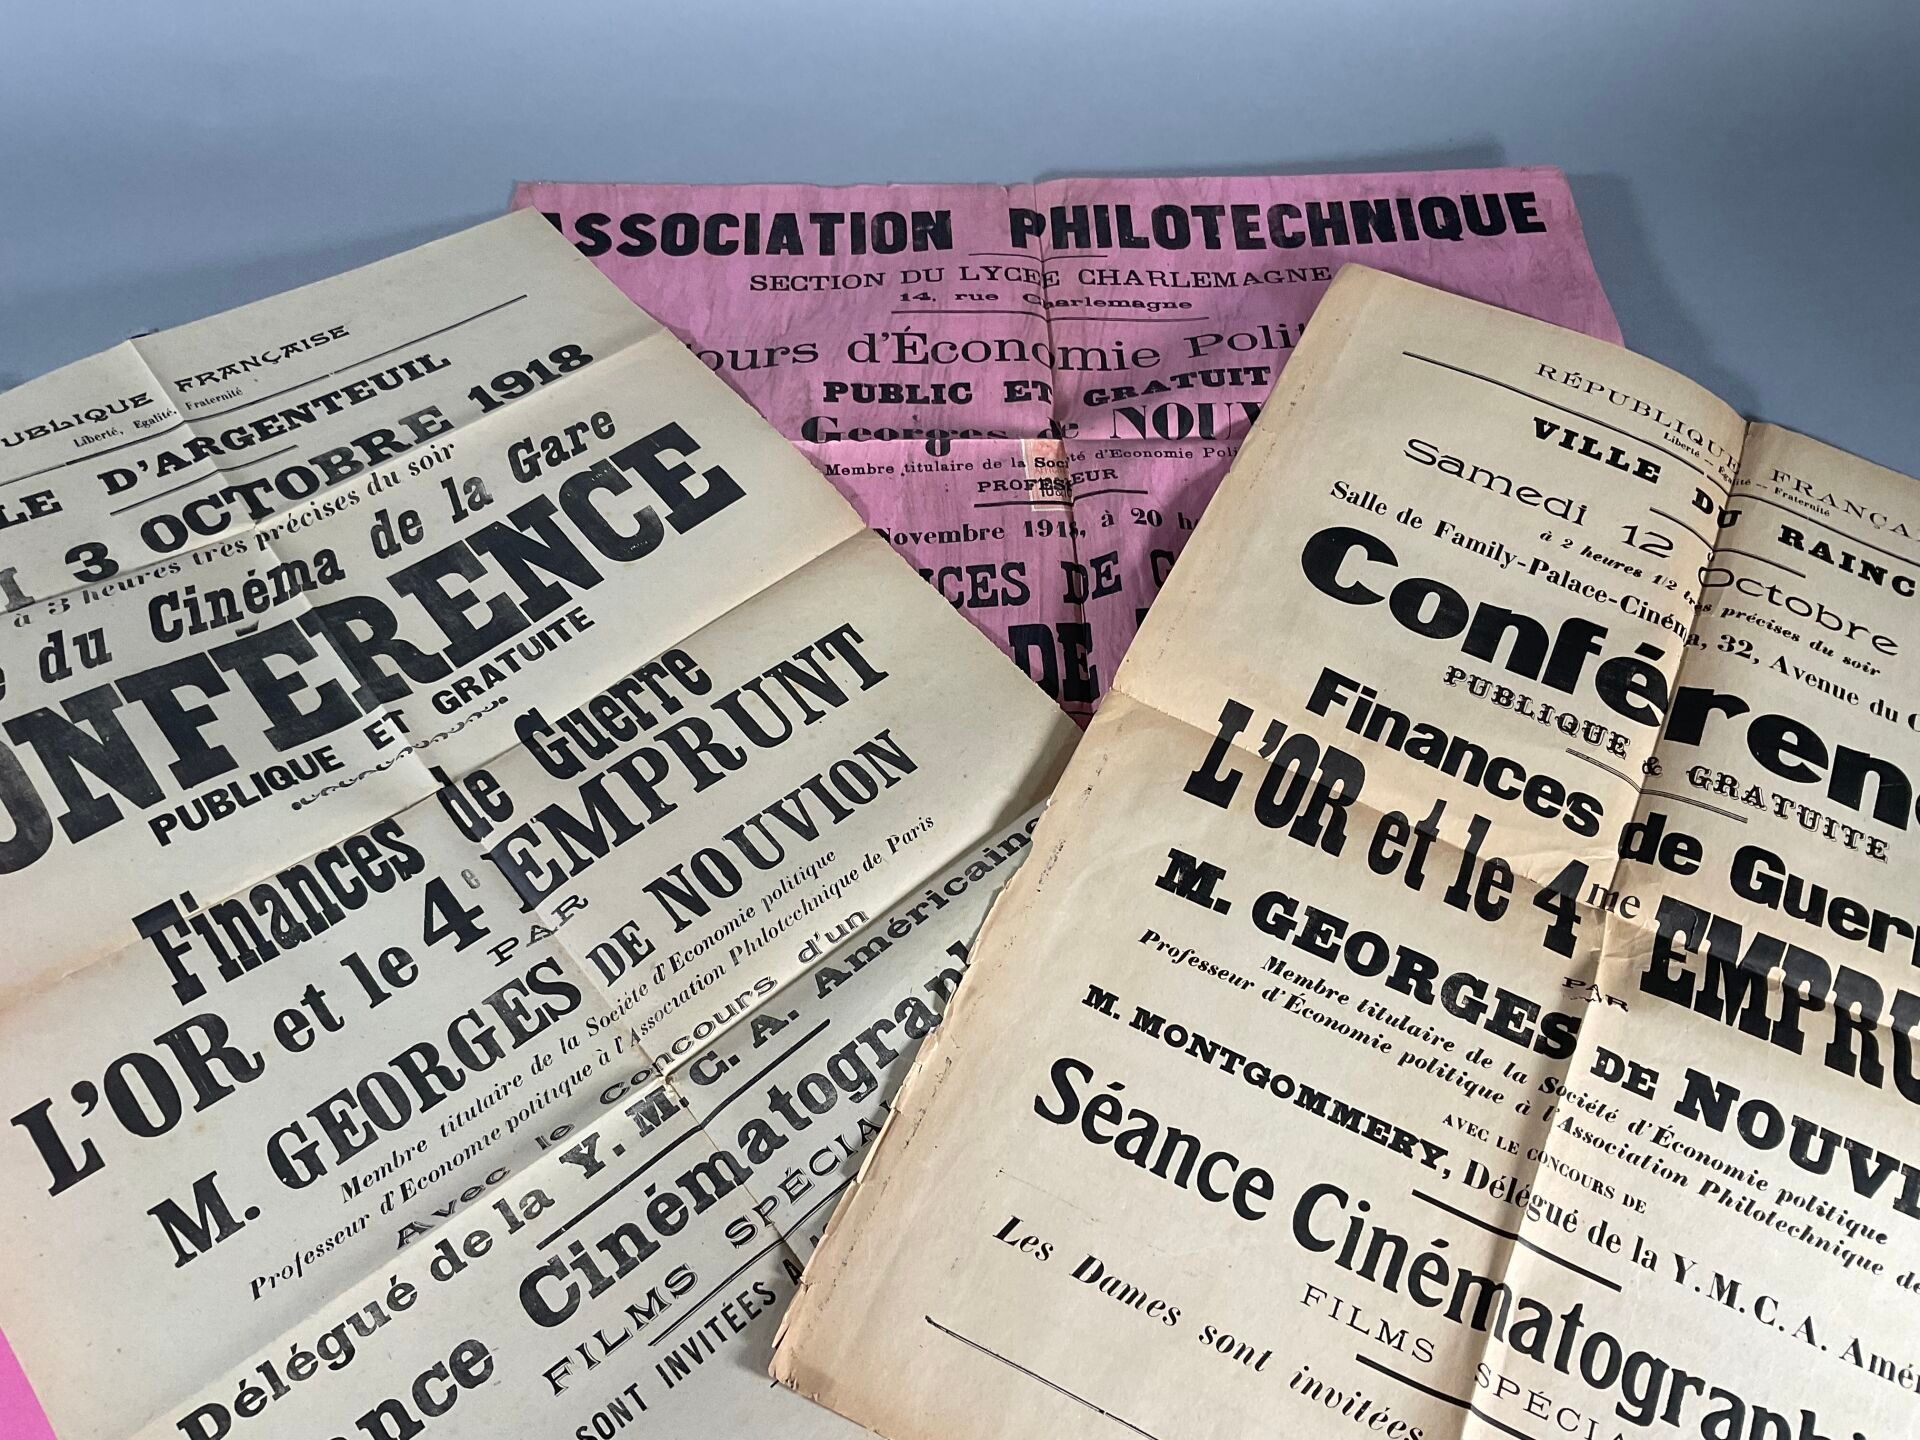 ASSOCIATION PHILOTECHNIQUE
SECTION DU LYCÉE CHARLEMAGNE
14, rue Charlemagne
ours d'Économie Polit
PUBLIC ET GRATUIT
Georges de NOUV
Membre titulaire de la Société d'Economie Poli
PROFESSEUR
Novembre 1918, à 20 he
CES DE
DE
UBLIQUE FRANÇAISE
Liberté, Egalité, Fraternité
LE D'ARGENTEUIL
I 3 OCTOBRE 1918
à 3 heures très précises du soir
e du Cinéma de la Gare
ONFÉRENCE
PUBLIQUE ET GRATUITE
Finances de Guerre
L'OR et le 4e EMPRUNT
PAR
M. GEORGES DE NOUVION
Membre titulaire de la Société d'Economie politique
Professeur d'Economie politique à l'Association Philotechnique de Paris
Avec le Concours d'un
Délégué de la Y. M. C. A. Américaine
ance Cinématograph
FILMS SPÉCIA
SONT INVITÉES A
RÉPUBLIQUE FRANÇA
Liberté — Egalité — Fraternité
VILLE DU RAINC
Samedi 12 Octobre
à 2 heures 1/2 très précises du soir
Salle de Family-Palace-Cinéma, 32, Avenue du C
Conféren
PUBLIQUE & GRATUITE
Finances de Guerr
L'OR et le 4me EMPRU
PAR
M. GEORGES DE NOUVI
Membre titulaire de la Société d'Économie politique
Professeur d'Économie politique à l'Association Philotechnique de
AVEC LE CONCOURS DE
M. MONTGOMMERY, Délégué de la Y.M.C.A. Amé
Séance Cinématographi
FILMS SPÉCIA
Les Dames sont invitées